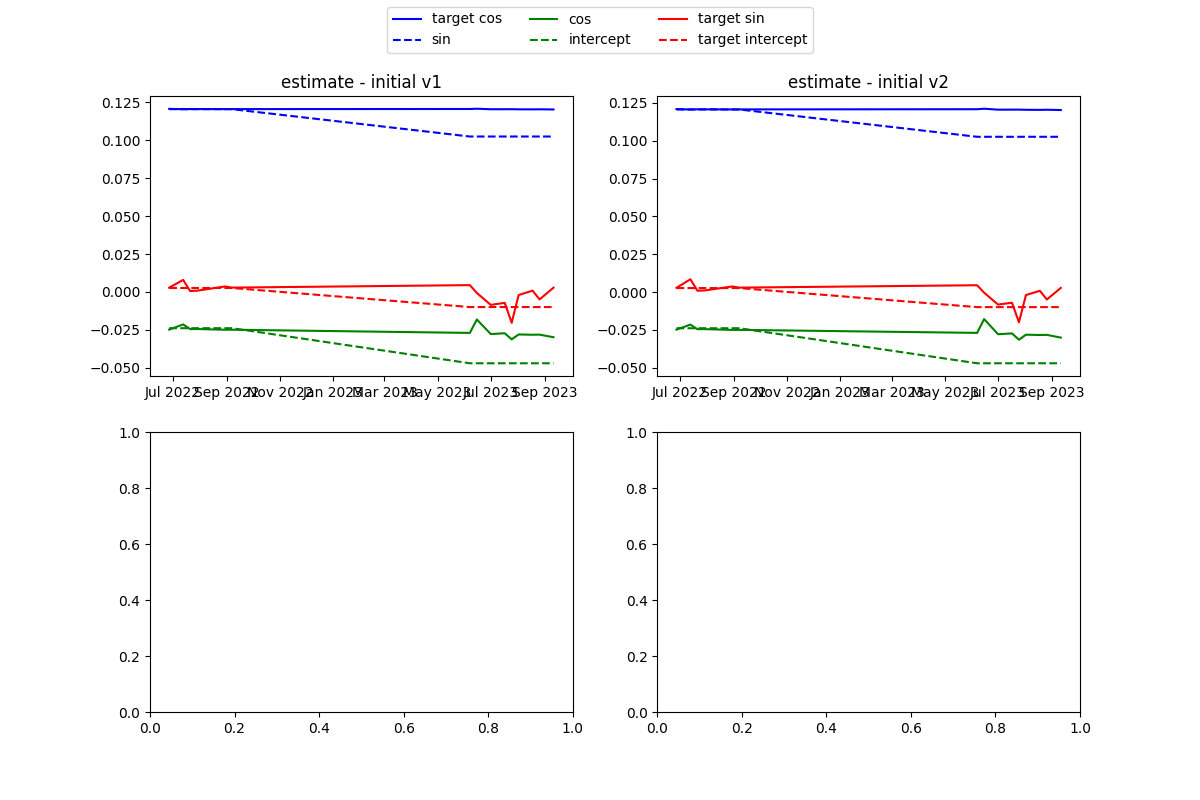 target cos cos target sin
sin intercept target intercept
estimate - initial v1 estimate - initial v2
0.125 0.125
0.100 0.100
0.075 0.075
0.050 0.050
0.025 0.025
0.000 0.000
−0.025 −0.025
−0.050 −0.050
Jul 2022 Sep 2022 Nov 2022 Jan 2023 Mar 2023 May 2023 Jul 2023 Sep 2023 Jul 2022 Sep 2022 Nov 2022 Jan 2023 Mar 2023 May 2023 Jul 2023 Sep 2023
1.0 1.0
0.8 0.8
0.6 0.6
0.4 0.4
0.2 0.2
0.0 0.0
0.0 0.2 0.4 0.6 0.8 1.0 0.0 0.2 0.4 0.6 0.8 1.0